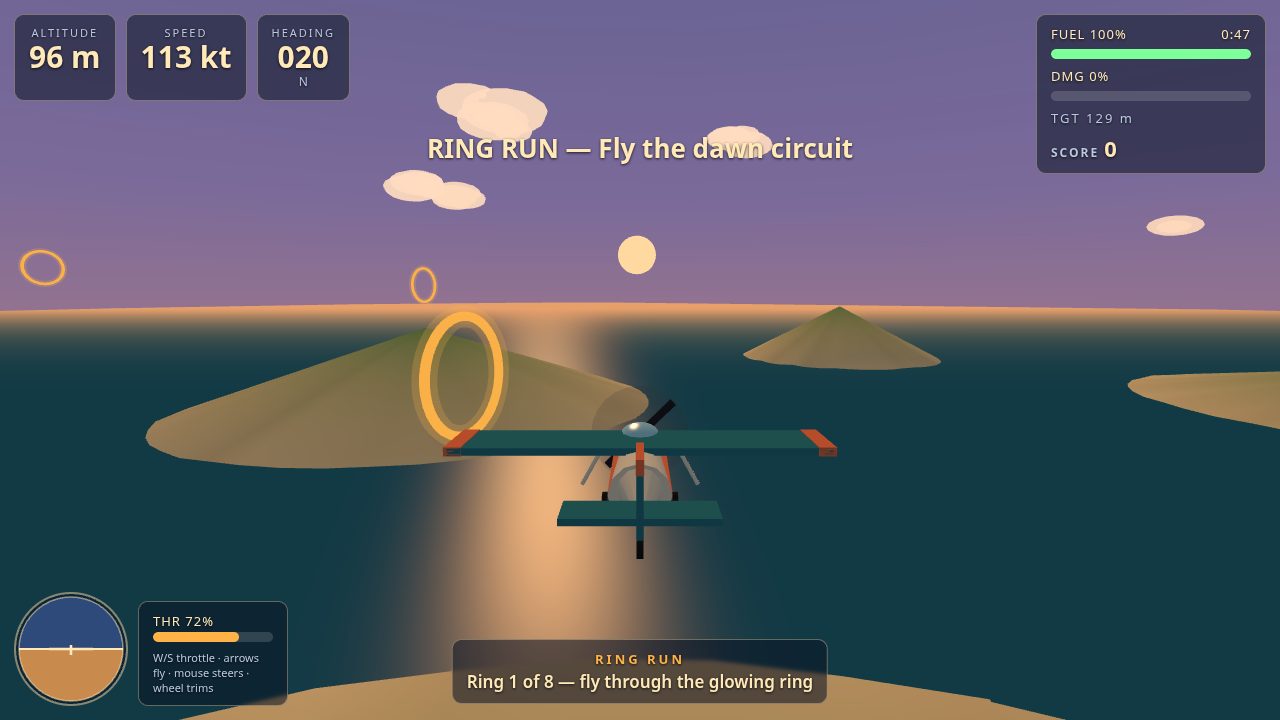 ALTITUDE
96 m
SPEED
113 kt
HEADING
020
N
FUEL 100% 0:47
DMG 0%
TGT 129 m
SCORE 0
RING RUN — Fly the dawn circuit
THR 72%
W/S throttle · arrows
fly · mouse steers ·
wheel trims
RING RUN
Ring 1 of 8 — fly through the glowing ring